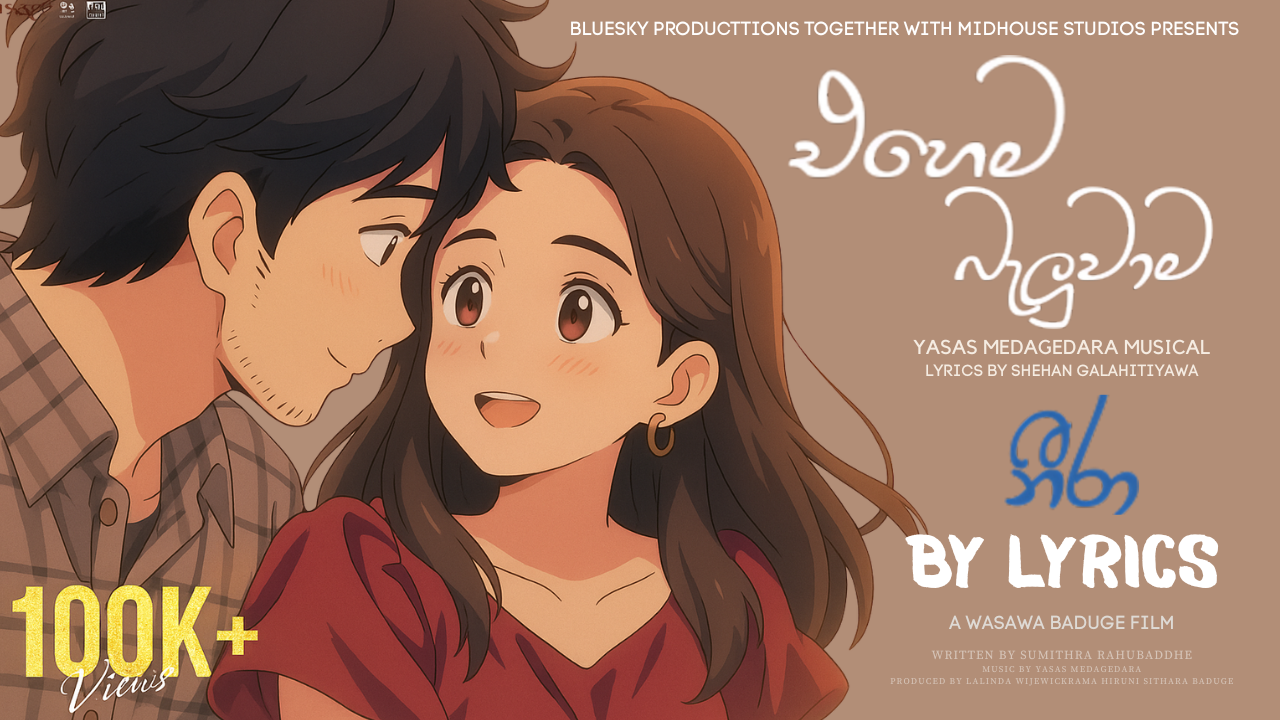 BLUESKY PRODUCTTIONS TOGETHER WITH MIDHOUSE STUDIOS PRESENTS
එහෙම
බැලුවාම
YASAS MEDAGEDARA MUSICAL
LYRICS BY SHEHAN GALAHITIYAWA
නීරා
BY LYRICS
A WASAWA BADUGE FILM
WRITTEN BY SUMITHRA RAHUBADDHE
MUSIC BY YASAS MEDAGEDARA
PRODUCED BY LALINDA WIJEWICKRAMA HIRUNI SITHARA BADUGE
100K+
Views